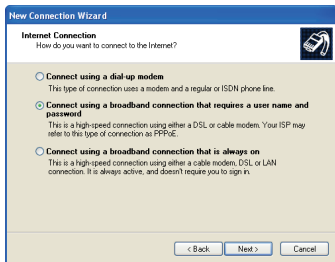 New Connection Wizard
Internet Connection
How do you want to connect to the Internet?
Connect using a dial-up modem
This type of connection uses a modem and a regular or ISDN phone line.
Connect using a broadband connection that requires a user name and
password
This is a high-speed connection using either a DSL or cable modem. Your ISP may
refer to this type of connection as PPPoE.
Connect using a broadband connection that is always on
This is a high-speed connection using either a cable modem, DSL or LAN
connection. It is always active, and doesn't require you to sign in.
< Back
Next >
Cancel